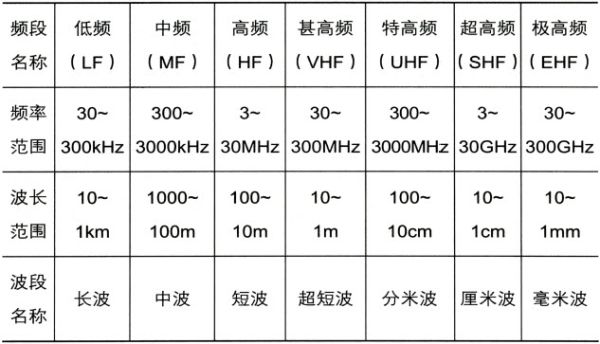 频段 低频 中频 高频 甚高频 特高频 超高频 极高频
名称 (LF) (MF) (HF) (VHF) (UHF) (SHF) (EHF)
频率 30~ 300~ 3~ 30~ 300~ 3~ 30~
范围 300kHz 3000kHz 30MHz 300MHz 3000MHz 30GHz 300GHz
波长 10~ 1000~ 100~ 10~ 100~ 10~ 10~
范围 1km 100m 10m 1m 10cm 1cm 1mm
波段 长波 中波 短波 超短波 分米波 厘米波 毫米波
名称